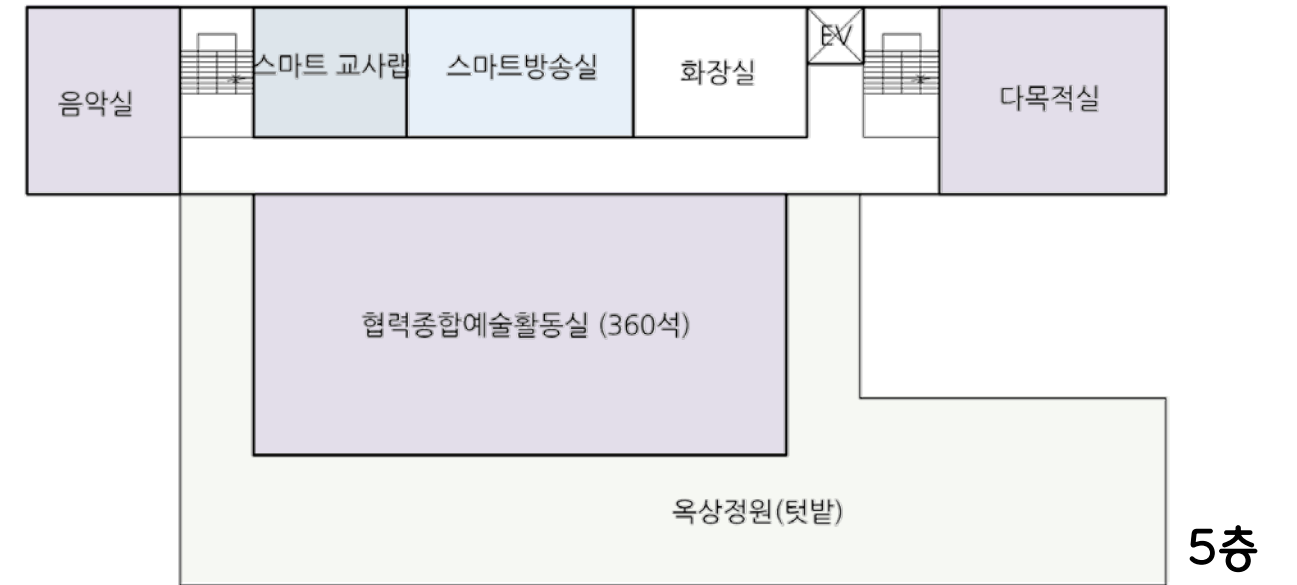 음악실
스마트 교사랩
스마트방송실
화장실
EV
다목적실
협력종합예술활동실 (360석)
옥상정원(텃밭)
5층